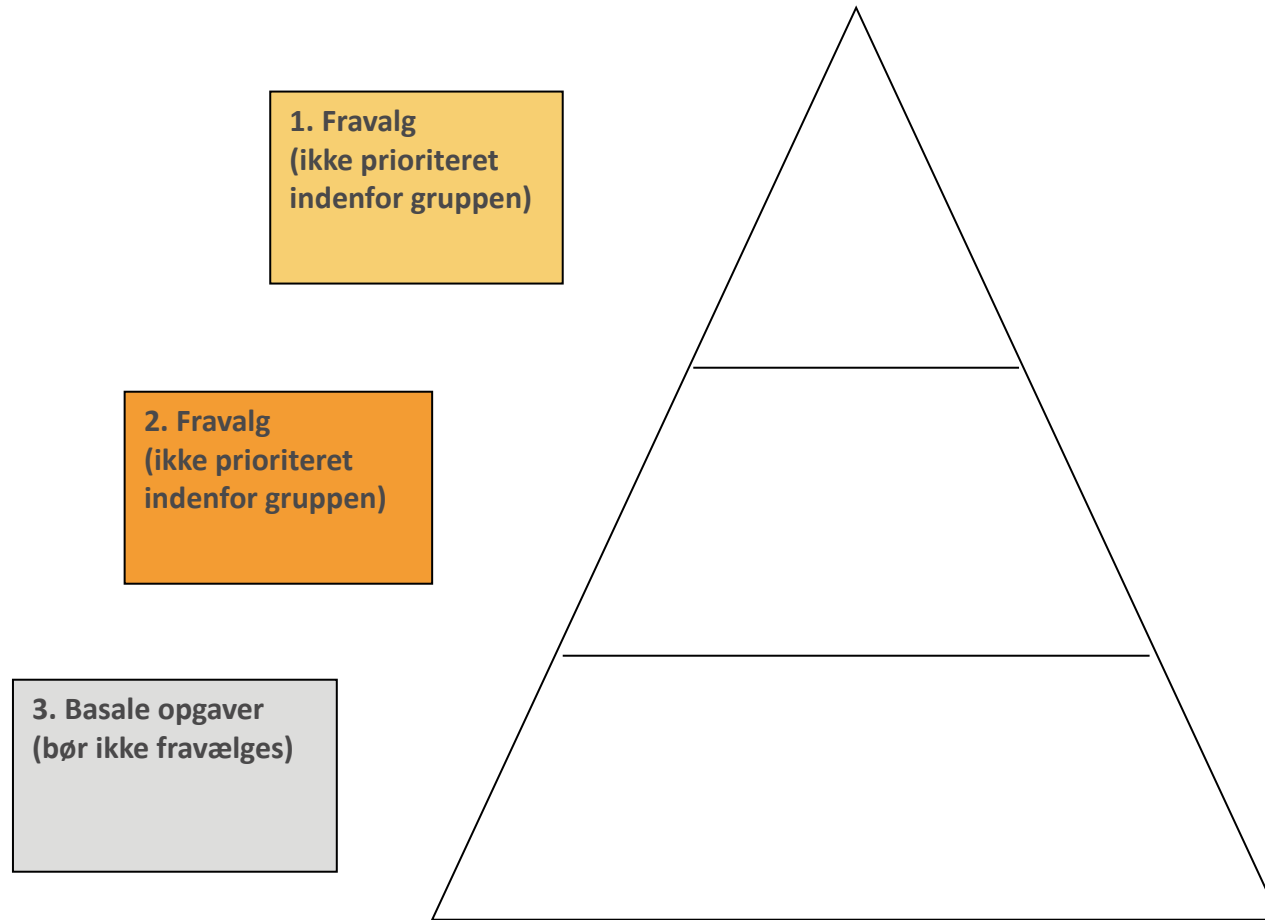 1. Fravalg
(ikke prioriteret
indenfor gruppen)
2. Fravalg
(ikke prioriteret
indenfor gruppen)
3. Basale opgaver
(bør ikke fravælges)